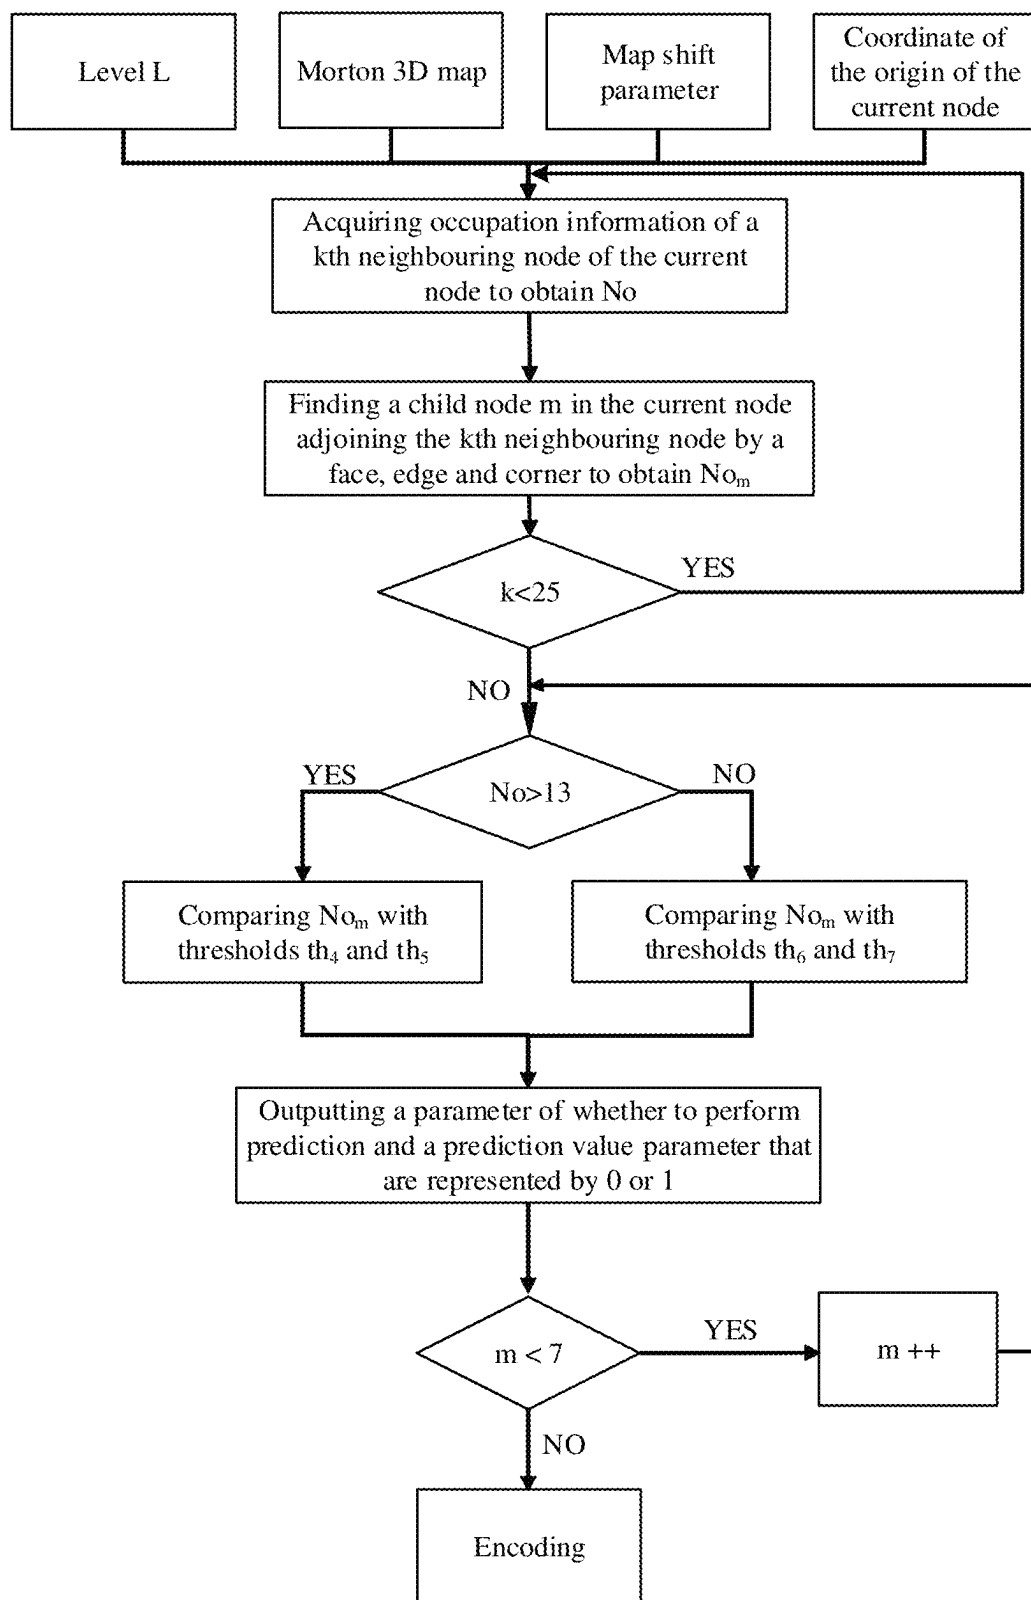 Level L
Morton 3D map
Map shift
parameter
Coordinate of
the origin of the
current node
Acquiring occupation information of a
kth neighbouring node of the current
node to obtain No
Finding a child node m in the current node
adjoining the kth neighbouring node by a
face, edge and corner to obtain Noₘ
k<25
YES
NO
No>13
YES
NO
Comparing Noₘ with
thresholds th₄ and th₅
Comparing Noₘ with
thresholds th₆ and th₇
Outputting a parameter of whether to perform
prediction and a prediction value parameter that
are represented by 0 or 1
m < 7
YES
m ++
NO
Encoding